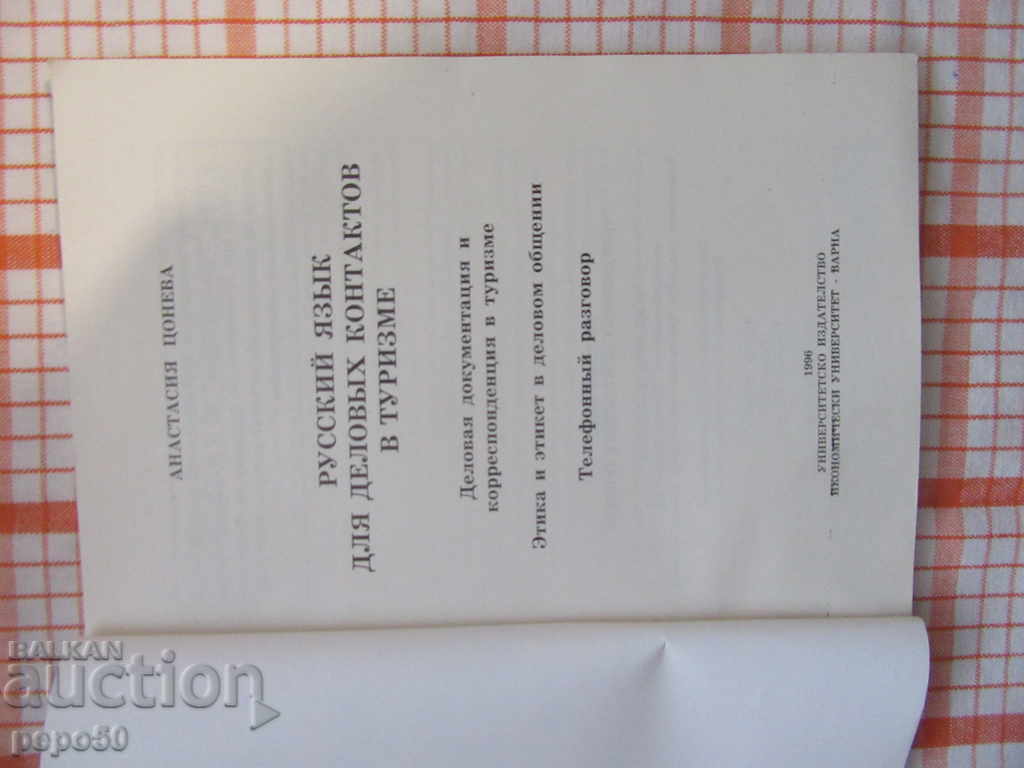 АНАСТАСИЯ ЦОНЕВА
РУССКИЙ ЯЗЫК
ДЛЯ ДЕЛОВЫХ КОНТАКТОВ
В ТУРИЗМЕ
Деловая документация и
корреспонденция в туризме
Этика и этикет в деловом общении
Телефонный разговор
1996
УНИВЕРСИТЕТСКО ИЗДАТЕЛСТВО
ИКОНОМИЧЕСКИ УНИВЕРСИТЕТ - ВАРНА
BALKAN
auction
pepo50